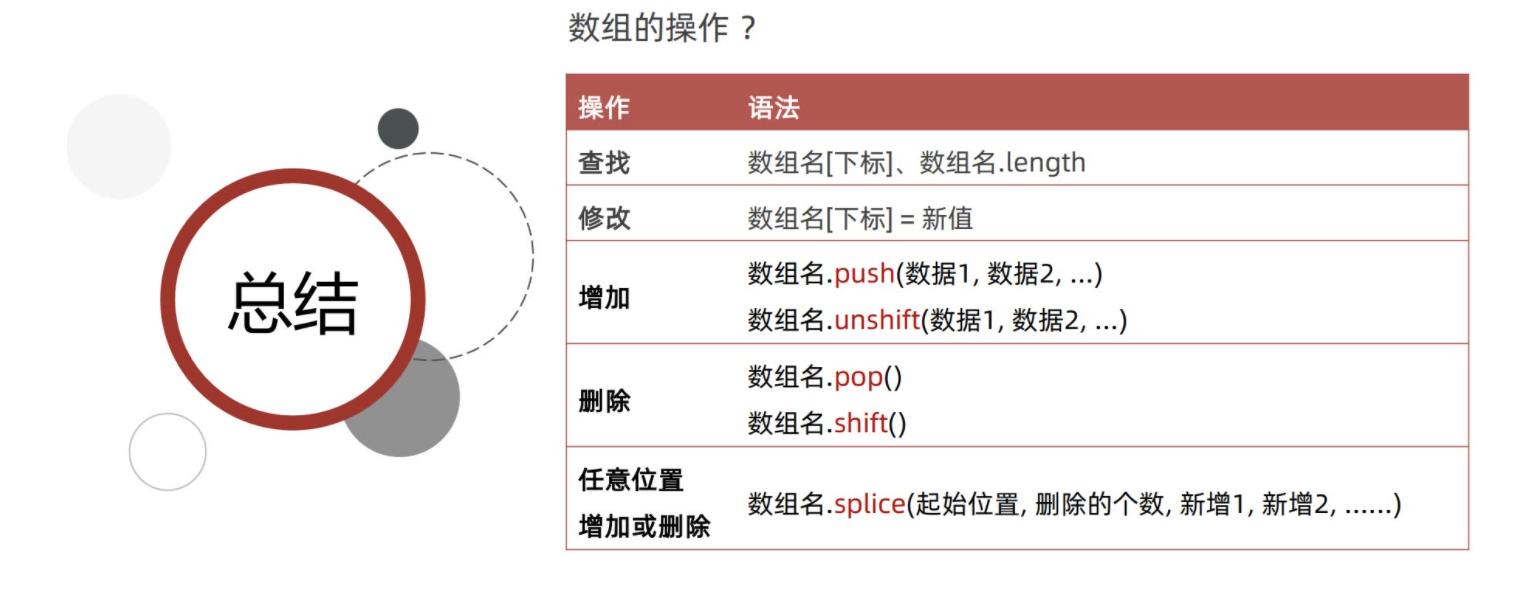 数组的操作？
总结
操作 语法
查找 数组名[下标]、数组名.length
修改 数组名[下标] = 新值
增加
数组名.push(数据1, 数据2, ...)
数组名.unshift(数据1, 数据2, ...)
删除
数组名.pop()
数组名.shift()
任意位置
增加或删除
数组名.splice(起始位置, 删除的个数, 新增1, 新增2, ......)